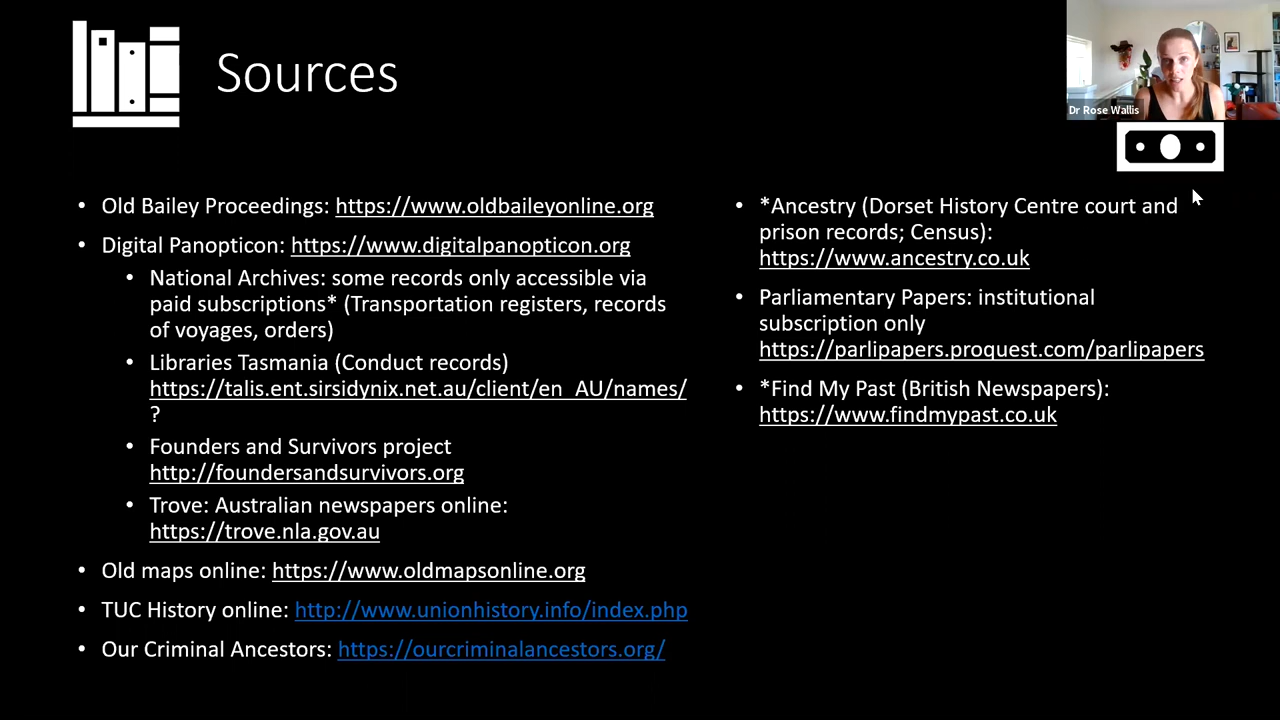 Sources
Dr Rose Wallis
• Old Bailey Proceedings: https://www.oldbaileyonline.org
• Digital Panopticon: https://www.digitalpanopticon.org
• National Archives: some records only accessible via
paid subscriptions* (Transportation registers, records
of voyages, orders)
• Libraries Tasmania (Conduct records)
https://talis.ent.sirsidynix.net.au/client/en_AU/names/
?
• Founders and Survivors project
http://foundersandsurvivors.org
• Trove: Australian newspapers online:
https://trove.nla.gov.au
• Old maps online: https://www.oldmapsonline.org
• TUC History online: http://www.unionhistory.info/index.php
• Our Criminal Ancestors: https://ourcriminalancestors.org/
• *Ancestry (Dorset History Centre court and
prison records; Census):
https://www.ancestry.co.uk
• Parliamentary Papers: institutional
subscription only
https://parlipapers.proquest.com/parlipapers
• *Find My Past (British Newspapers):
https://www.findmypast.co.uk